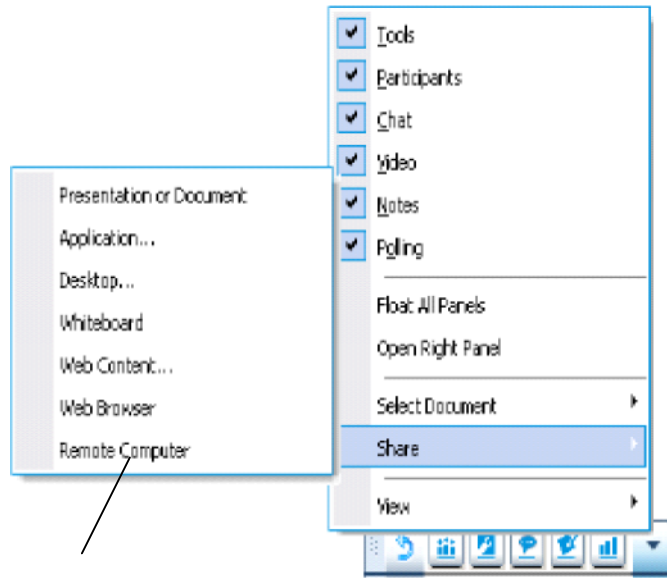 Tools
Participants
Chat
Video
Notes
Polling
Float All Panels
Open Right Panel
Select Document
Share
View
Presentation or Document
Application...
Desktop...
Whiteboard
Web Content...
Web Browser
Remote Computer